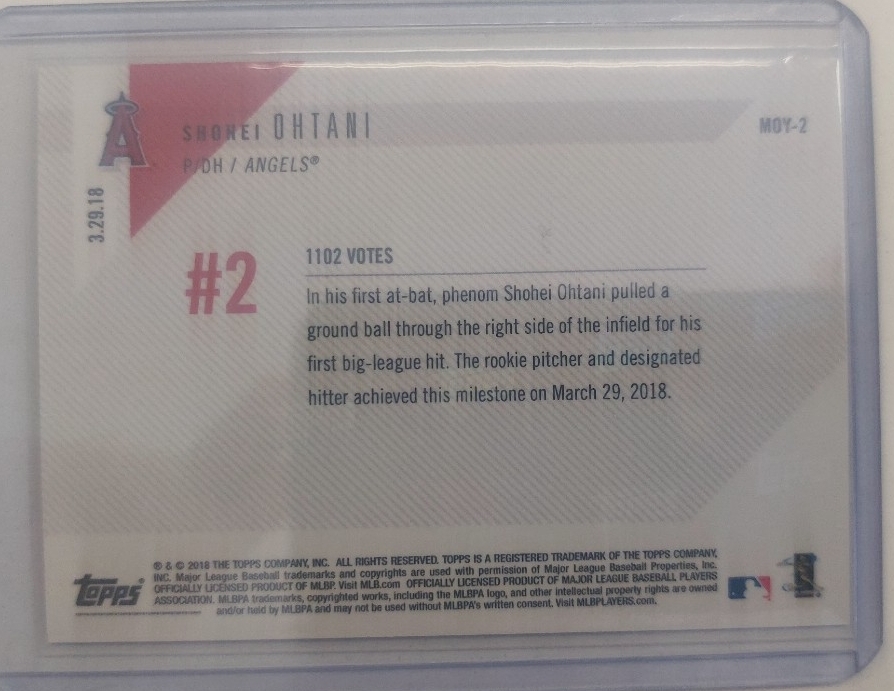 A
SHOHEI OHTANI
MOY-2
P/DH / ANGELS®
3.29.18
#2
1102 VOTES
In his first at-bat, phenom Shohei Ohtani pulled a
ground ball through the right side of the infield for his
first big-league hit. The rookie pitcher and designated
hitter achieved this milestone on March 29, 2018.
topps
® & © 2018 THE TOPPS COMPANY, INC. ALL RIGHTS RESERVED. TOPPS IS A REGISTERED TRADEMARK OF THE TOPPS COMPANY,
INC. Major League Baseball trademarks and copyrights are used with permission of Major League Baseball Properties, Inc.
OFFICIALLY LICENSED PRODUCT OF MLBP. Visit MLB.com OFFICIALLY LICENSED PRODUCT OF MAJOR LEAGUE BASEBALL PLAYERS
ASSOCIATION. MLBPA trademarks, copyrighted works, including the MLBPA logo, and other intellectual property rights are owned
and/or held by MLBPA and may not be used without MLBPA's written consent. Visit MLBPLAYERS.com.